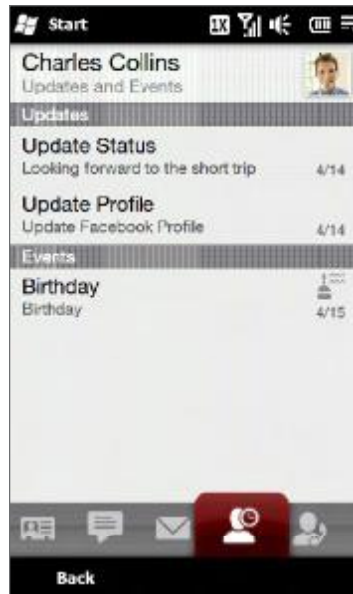 Start
1X
Charles Collins
Updates and Events
Updates
Update Status
Looking forward to the short trip 4/14
Update Profile
Update Facebook Profile 4/14
Events
Birthday
Birthday 4/15
Back